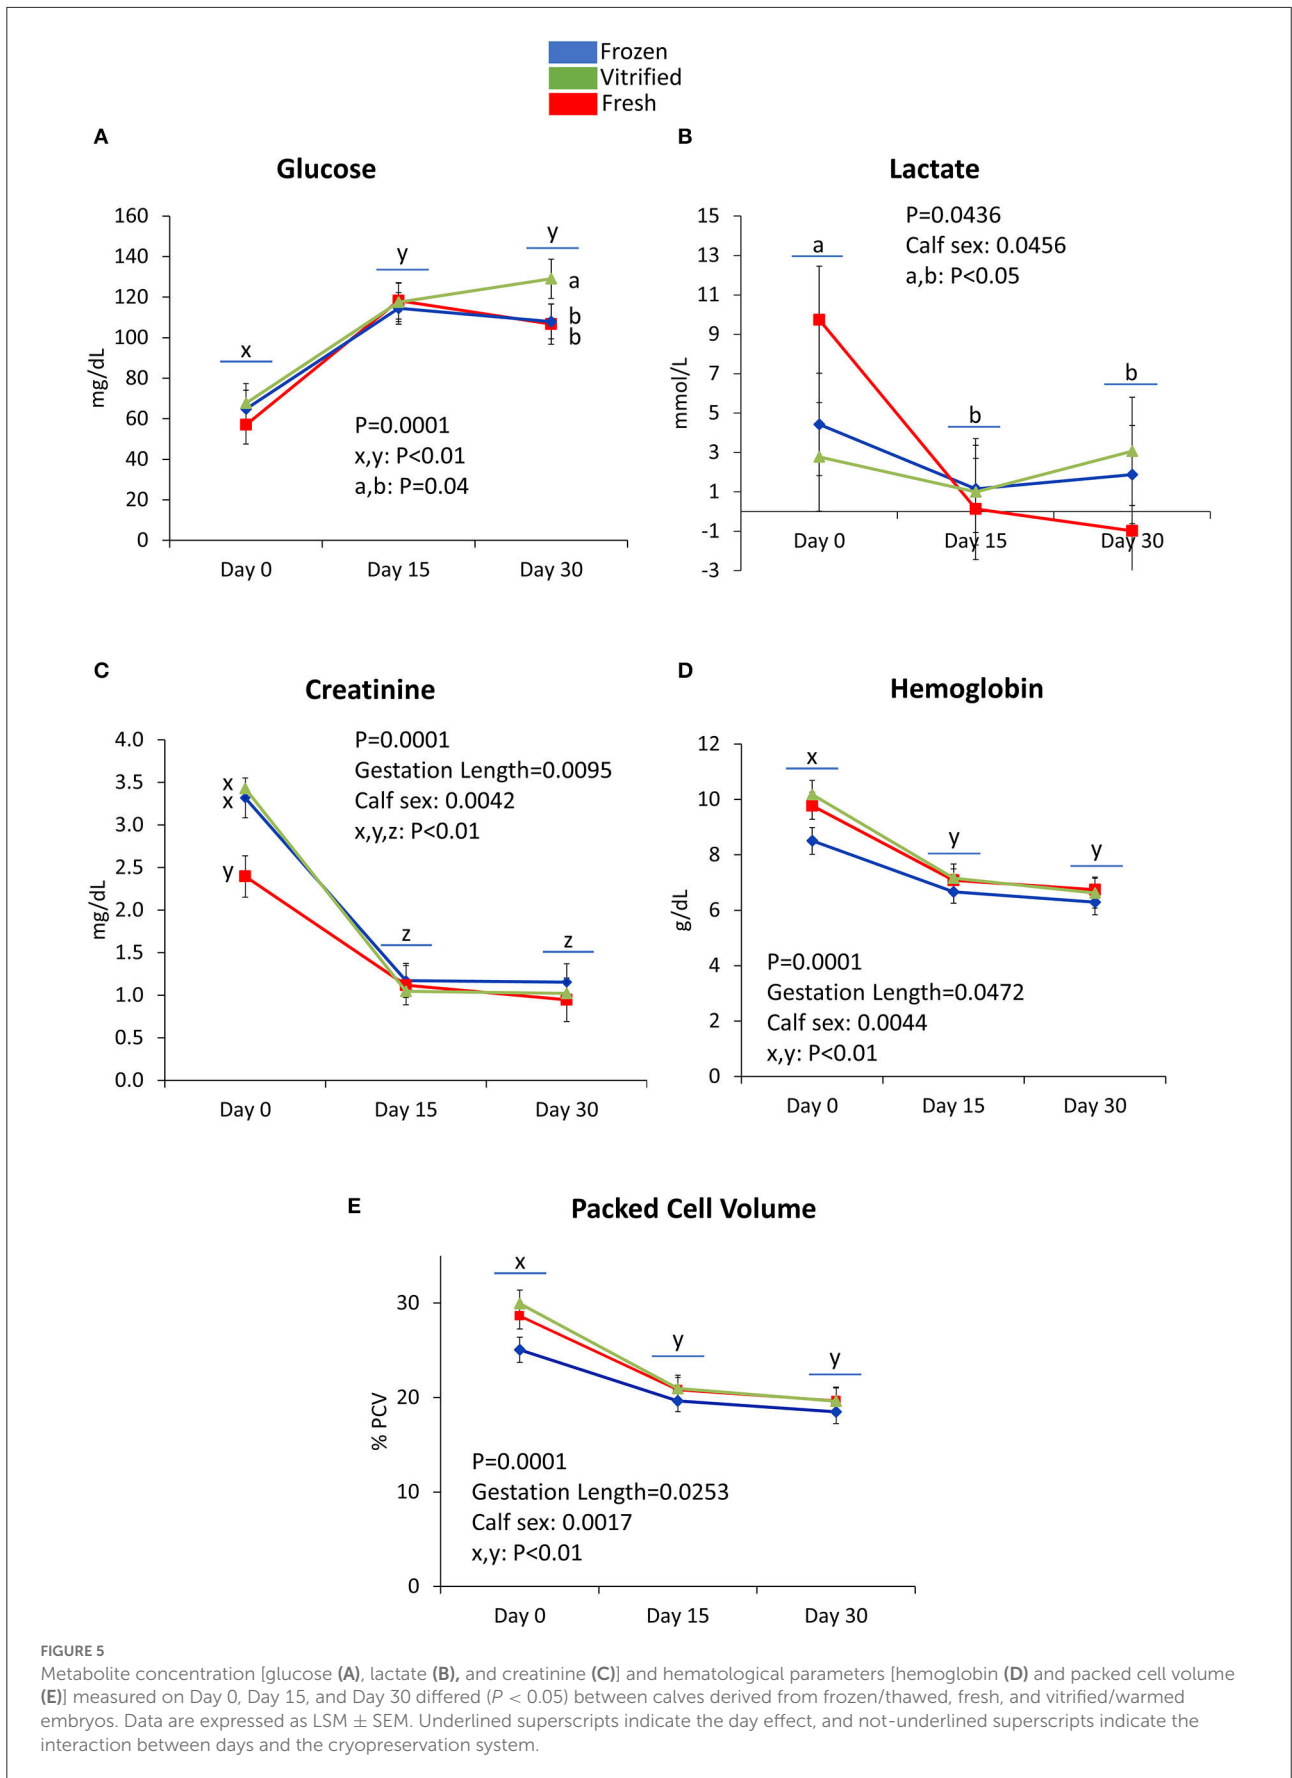 Frozen
Vitrified
Fresh
A
Glucose
160
140
120
100
80
60
40
20
0
mg/dL
x
y
y
a
b
b
P=0.0001
x,y: P<0.01
a,b: P=0.04
Day 0
Day 15
Day 30
B
Lactate
15
13
11
9
7
5
3
1
-1
-3
mmol/L
P=0.0436
Calf sex: 0.0456
a,b: P<0.05
a
b
b
Day 0
Day 15
Day 30
C
Creatinine
4.0
3.5
3.0
2.5
2.0
1.5
1.0
0.5
0.0
mg/dL
P=0.0001
Gestation Length=0.0095
Calf sex: 0.0042
x,y,z: P<0.01
x
x
y
z
z
Day 0
Day 15
Day 30
D
Hemoglobin
12
10
8
6
4
2
0
g/dL
x
y
y
P=0.0001
Gestation Length=0.0472
Calf sex: 0.0044
x,y: P<0.01
Day 0
Day 15
Day 30
E
Packed Cell Volume
30
20
10
0
% PCV
x
y
y
P=0.0001
Gestation Length=0.0253
Calf sex: 0.0017
x,y: P<0.01
Day 0
Day 15
Day 30
FIGURE 5
Metabolite concentration [glucose (A), lactate (B), and creatinine (C)] and hematological parameters [hemoglobin (D) and packed cell volume
(E)] measured on Day 0, Day 15, and Day 30 differed (P < 0.05) between calves derived from frozen/thawed, fresh, and vitrified/warmed
embryos. Data are expressed as LSM ± SEM. Underlined superscripts indicate the day effect, and not-underlined superscripts indicate the
interaction between days and the cryopreservation system.